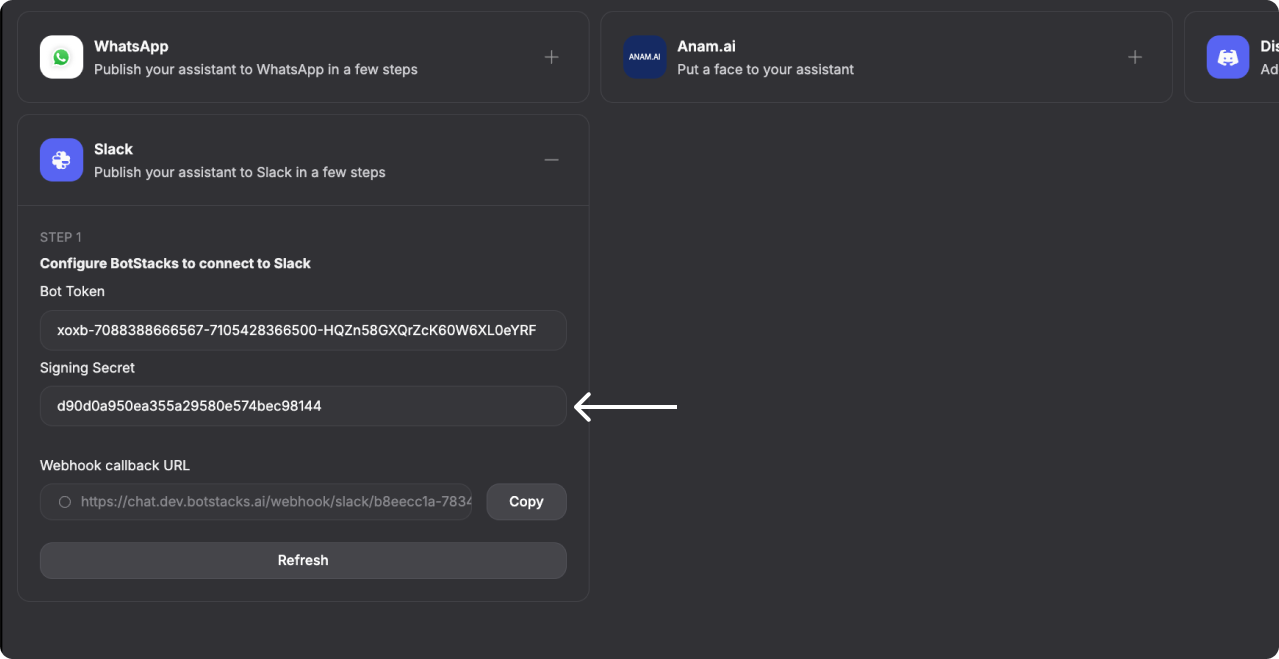 WhatsApp
Publish your assistant to WhatsApp in a few steps
ANAM.AI
Anam.ai
Put a face to your assistant
Dis
Ad
Slack
Publish your assistant to Slack in a few steps
STEP 1
Configure BotStacks to connect to Slack
Bot Token
xoxb-7088388666567-7105428366500-HQZn58GXQrZcK60W6XL0eYRF
Signing Secret
d90d0a950ea355a29580e574bec98144
Webhook callback URL
https://chat.dev.botstacks.ai/webhook/slack/b8eecc1a-7834
Copy
Refresh